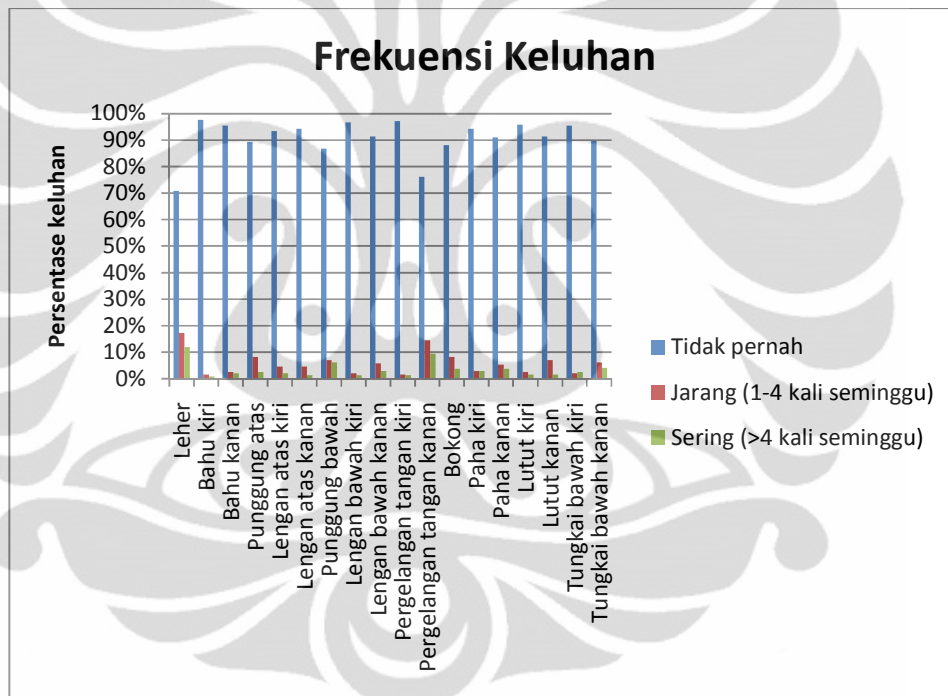 Frekuensi Keluhan
Persentase keluhan
100%
90%
80%
70%
60%
50%
40%
30%
20%
10%
0%
Leher
Bahu kiri
Bahu kanan
Punggung atas
Lengan atas kiri
Lengan atas kanan
Punggung bawah
Lengan bawah kiri
Lengan bawah kanan
Pergelangan tangan kiri
Pergelangan tangan kanan
Bokong
Paha kiri
Paha kanan
Lutut kiri
Lutut kanan
Tungkai bawah kiri
Tungkai bawah kanan
Tidak pernah
Jarang (1-4 kali seminggu)
Sering (>4 kali seminggu)